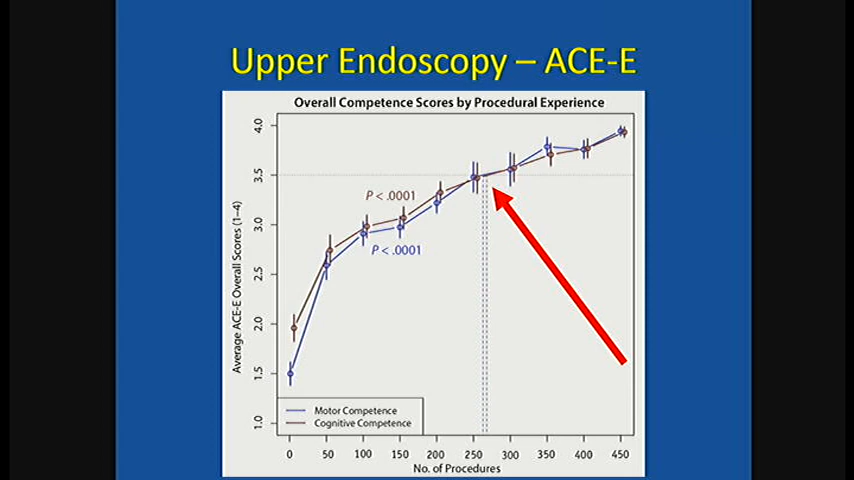 Upper Endoscopy – ACE-E
Overall Competence Scores by Procedural Experience
Average ACE-E Overall Scores (1–4)
4.0
3.5
3.0
2.5
2.0
1.5
1.0
P < .0001
P < .0001
Motor Competence
Cognitive Competence
0 50 100 150 200 250 300 350 400 450
No. of Procedures